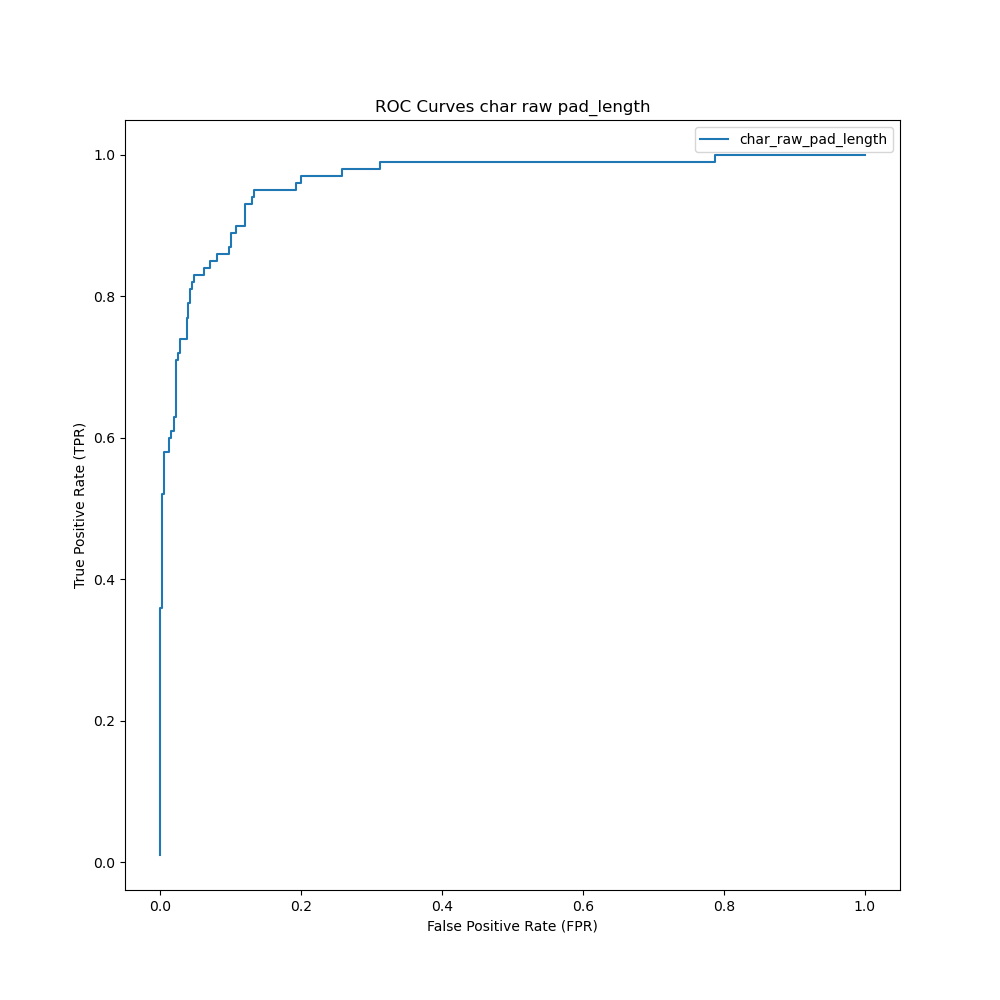 ROC Curves char raw pad_length
char_raw_pad_length
1.0
0.8
0.6
0.4
0.2
0.0
True Positive Rate (TPR)
0.0 0.2 0.4 0.6 0.8 1.0
False Positive Rate (FPR)